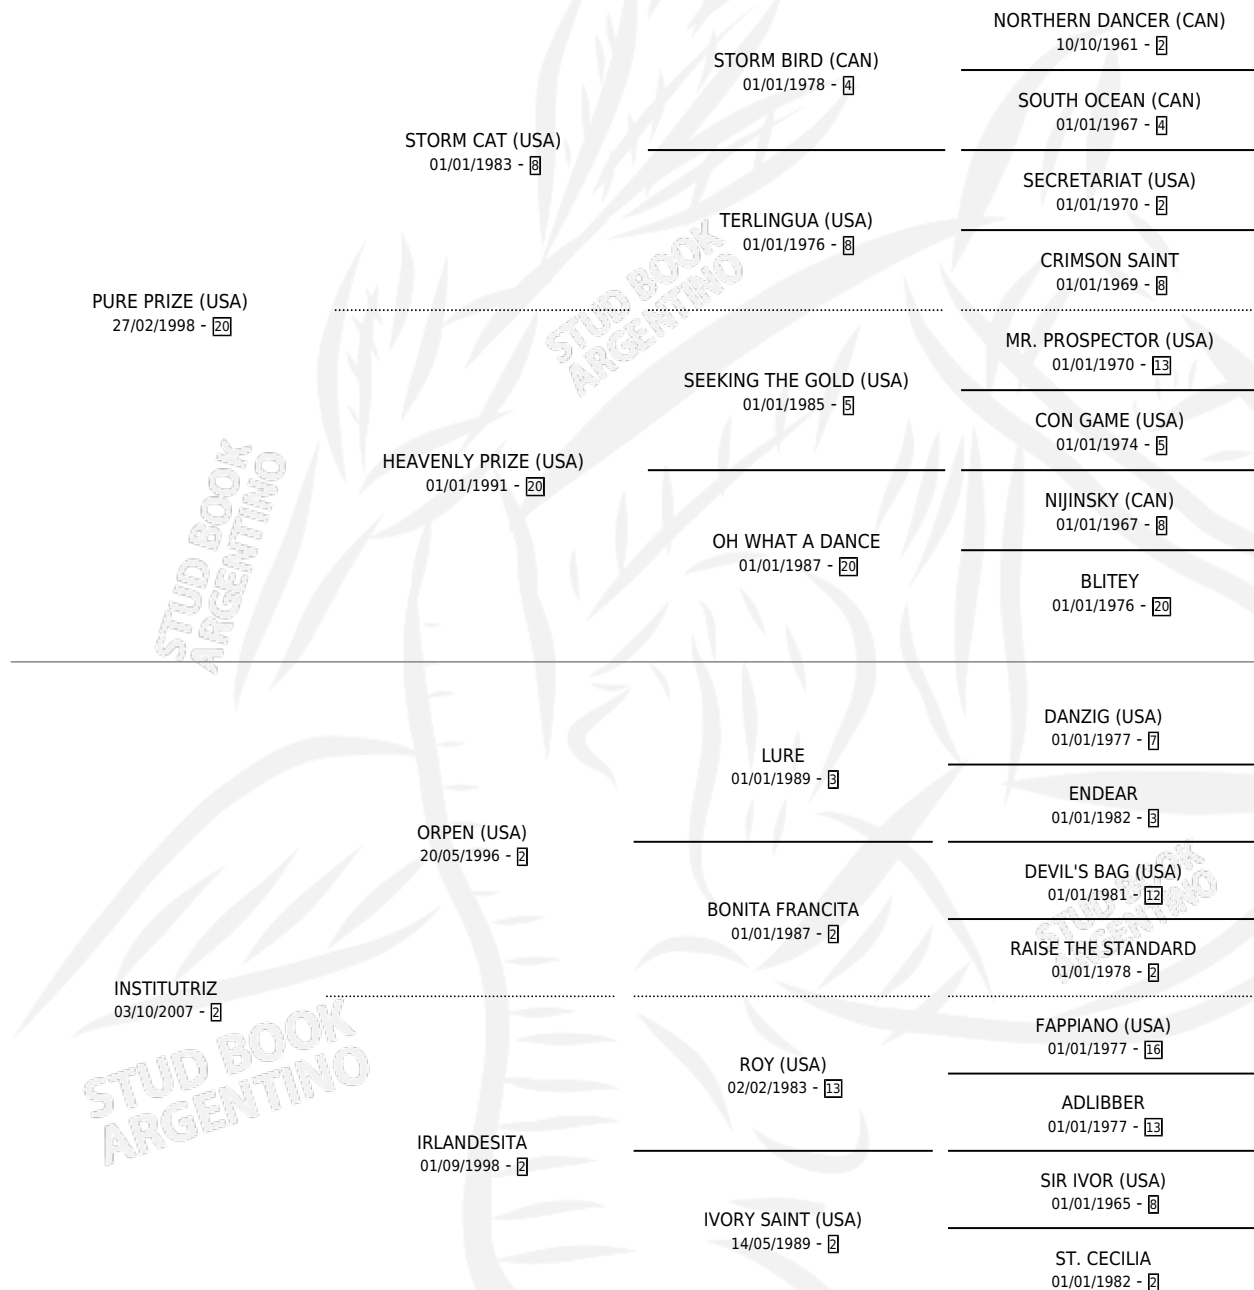 NORTHERN DANCER (CAN)
10/10/1961 - 2
STORM BIRD (CAN)
01/01/1978 - 4
SOUTH OCEAN (CAN)
01/01/1967 - 4
STORM CAT (USA)
01/01/1983 - 8
SECRETARIAT (USA)
01/01/1970 - 2
TERLINGUA (USA)
01/01/1976 - 8
CRIMSON SAINT
01/01/1969 - 8
PURE PRIZE (USA)
27/02/1998 - 20
MR. PROSPECTOR (USA)
01/01/1970 - 13
SEEKING THE GOLD (USA)
01/01/1985 - 5
CON GAME (USA)
01/01/1974 - 5
HEAVENLY PRIZE (USA)
01/01/1991 - 20
NIJINSKY (CAN)
01/01/1967 - 8
OH WHAT A DANCE
01/01/1987 - 20
BLITEY
01/01/1976 - 20
DANZIG (USA)
01/01/1977 - 7
LURE
01/01/1989 - 3
ENDEAR
01/01/1982 - 3
ORPEN (USA)
20/05/1996 - 2
DEVIL'S BAG (USA)
01/01/1981 - 12
BONITA FRANCITA
01/01/1987 - 2
RAISE THE STANDARD
01/01/1978 - 2
INSTITUTRIZ
03/10/2007 - 2
FAPPIANO (USA)
01/01/1977 - 16
ROY (USA)
02/02/1983 - 13
ADLIBBER
01/01/1977 - 13
IRLANDESITA
01/09/1998 - 2
SIR IVOR (USA)
01/01/1965 - 8
IVORY SAINT (USA)
14/05/1989 - 2
ST. CECILIA
01/01/1982 - 2
STUD BOOK
ARGENTINO
STUD BOOK
ARGENTINO
STUD BOOK
ARGENTINO
STUD BOOK
ARGENTINO